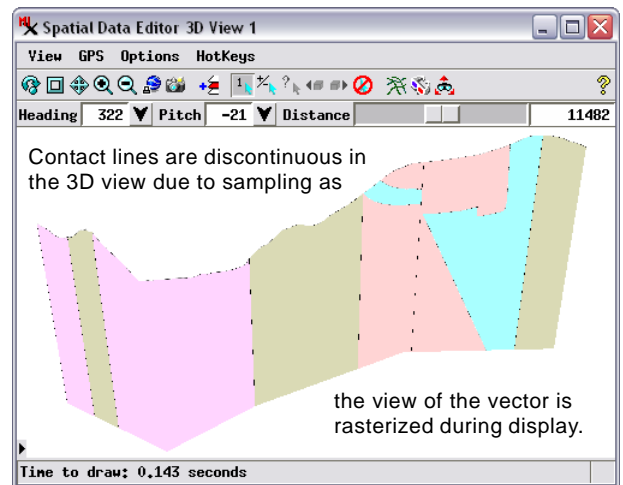 Spatial Data Editor 3D View 1
View GPS Options HotKeys
Heading 322 Pitch -21 Distance 11482
Contact lines are discontinuous in
the 3D view due to sampling as
the view of the vector is
rasterized during display.
Time to draw: 0.143 seconds